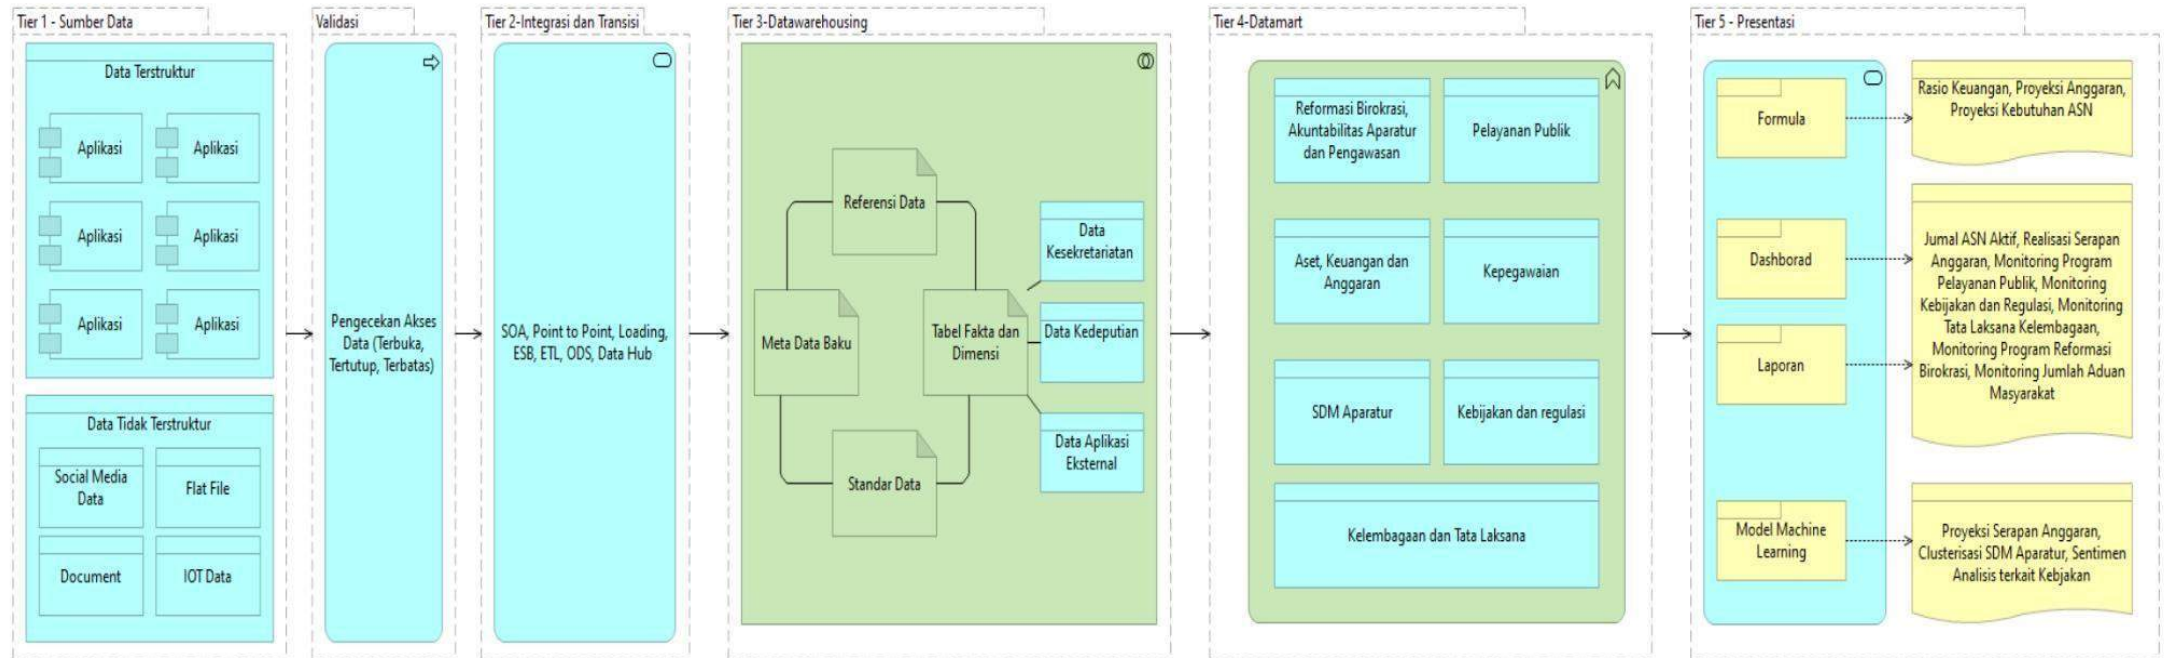 Tier 1 - Sumber Data
Data Terstruktur
Aplikasi
Aplikasi
Aplikasi
Aplikasi
Aplikasi
Aplikasi
Data Tidak Terstruktur
Social Media
Data
Flat File
Document
IOT Data
Validasi
Pengecekan Akses
Data (Terbuka,
Tertutup, Terbatas)
Tier 2-Integrasi dan Transisi
SOA, Point to Point, Loading,
ESB, ETL, ODS, Data Hub
Tier 3-Datawarehousing
Referensi Data
Meta Data Baku
Tabel Fakta dan
Dimensi
Standar Data
Data
Kesekretariatan
Data Kedeputian
Data Aplikasi
Eksternal
Tier 4-Datamart
Reformasi Birokrasi,
Akuntabilitas Aparatur
dan Pengawasan
Pelayanan Publik
Aset, Keuangan dan
Anggaran
Kepegawaian
SDM Aparatur
Kebijakan dan regulasi
Kelembagaan dan Tata Laksana
Tier 5 - Presentasi
Formula
Rasio Keuangan, Proyeksi Anggaran,
Proyeksi Kebutuhan ASN
Dashborad
Laporan
Jumal ASN Aktif, Realisasi Serapan
Anggaran, Monitoring Program
Pelayanan Publik, Monitoring
Kebijakan dan Regulasi, Monitoring
Tata Laksana Kelembagaan,
Monitoring Program Reformasi
Birokrasi, Monitoring Jumlah Aduan
Masyarakat
Model Machine
Learning
Proyeksi Serapan Anggaran,
Clusterisasi SDM Aparatur, Sentimen
Analisis terkait Kebjakan